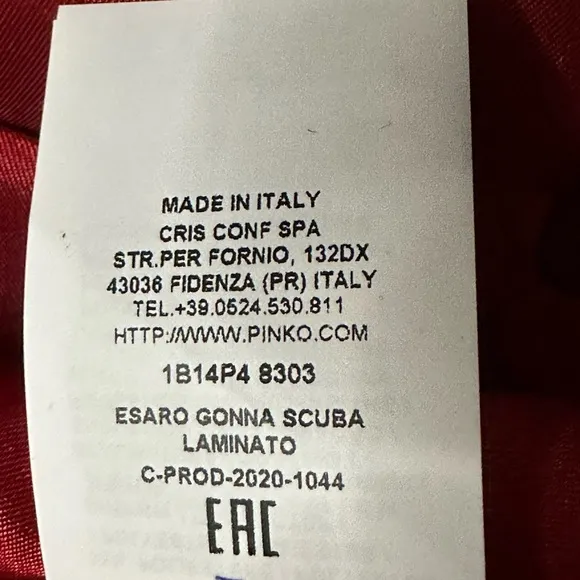 MADE IN ITALY
CRIS CONF SPA
STR.PER FORNIO, 132DX
43036 FIDENZA (PR) ITALY
TEL.+39.0524.530.811
HTTP://WWW.PINKO.COM
1B14P4 8303
ESARO GONNA SCUBA
LAMINATO
C-PROD-2020-1044
EAC